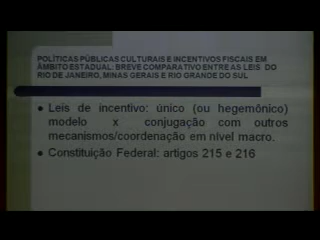 POLÍTICAS PÚBLICAS CULTURAIS E INCENTIVOS FISCAIS EM
ÂMBITO ESTADUAL: BREVE COMPARATIVO ENTRE AS LEIS DO
RIO DE JANEIRO, MINAS GERAIS E RIO GRANDE DO SUL
● Leis de incentivo: único (ou hegemônico)
modelo x conjugação com outros
mecanismos/coordenação em nível macro.
● Constituição Federal: artigos 215 e 216